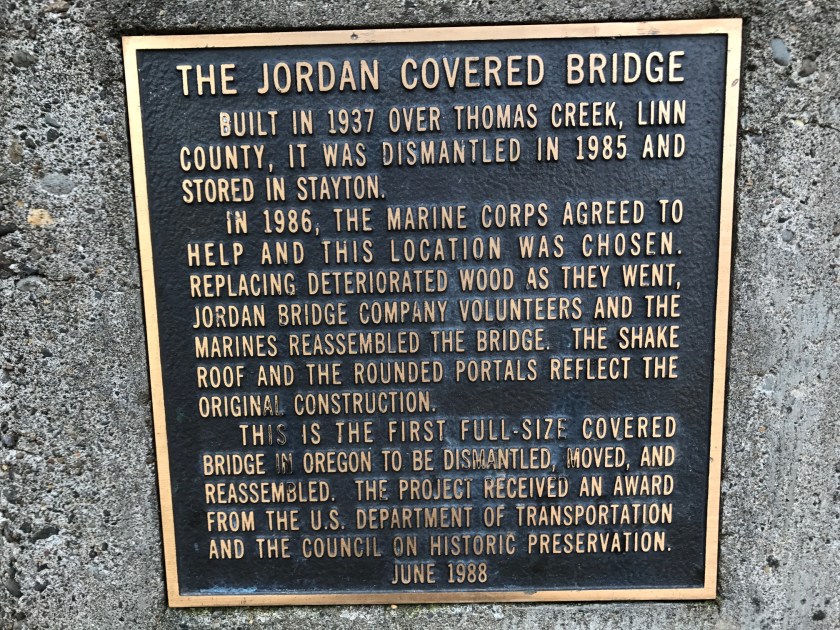 THE JORDAN COVERED BRIDGE
BUILT IN 1937 OVER THOMAS CREEK, LINN
COUNTY, IT WAS DISMANTLED IN 1985 AND
STORED IN STAYTON.
IN 1986, THE MARINE CORPS AGREED TO
HELP AND THIS LOCATION WAS CHOSEN.
REPLACING DETERIORATED WOOD AS THEY WENT,
JORDAN BRIDGE COMPANY VOLUNTEERS AND THE
MARINES REASSEMBLED THE BRIDGE. THE SHAKE
ROOF AND THE ROUNDED PORTALS REFLECT THE
ORIGINAL CONSTRUCTION.
THIS IS THE FIRST FULL-SIZE COVERED
BRIDGE IN OREGON TO BE DISMANTLED, MOVED, AND
REASSEMBLED. THE PROJECT RECEIVED AN AWARD
FROM THE U.S. DEPARTMENT OF TRANSPORTATION
AND THE COUNCIL ON HISTORIC PRESERVATION.
JUNE 1988